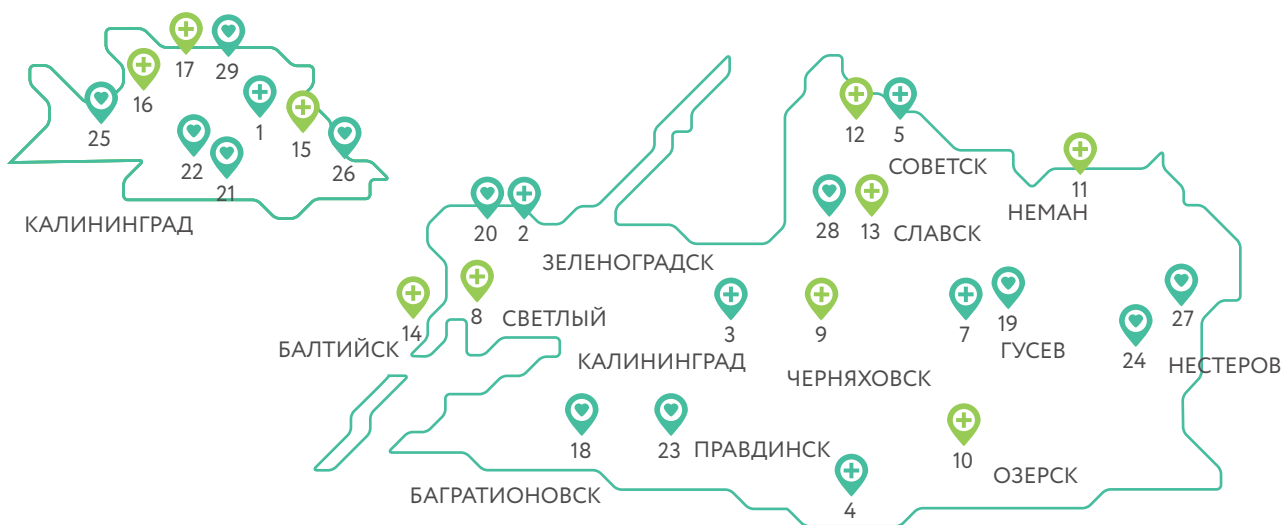 17
29
16
25
1
15
22
21
26
КАЛИНИНГРАД
12
5
СОВЕТСК
11
НЕМАН
20
2
28
13
СЛАВСК
ЗЕЛЕНОГРАДСК
14
8
СВЕТЛЫЙ
БАЛТИЙСК
3
КАЛИНИНГРАД
9
ЧЕРНЯХОВСК
7
19
ГУСЕВ
24
27
НЕСТЕРОВ
18
23
ПРАВДИНСК
10
ОЗЕРСК
БАГРАТИОНОВСК
4